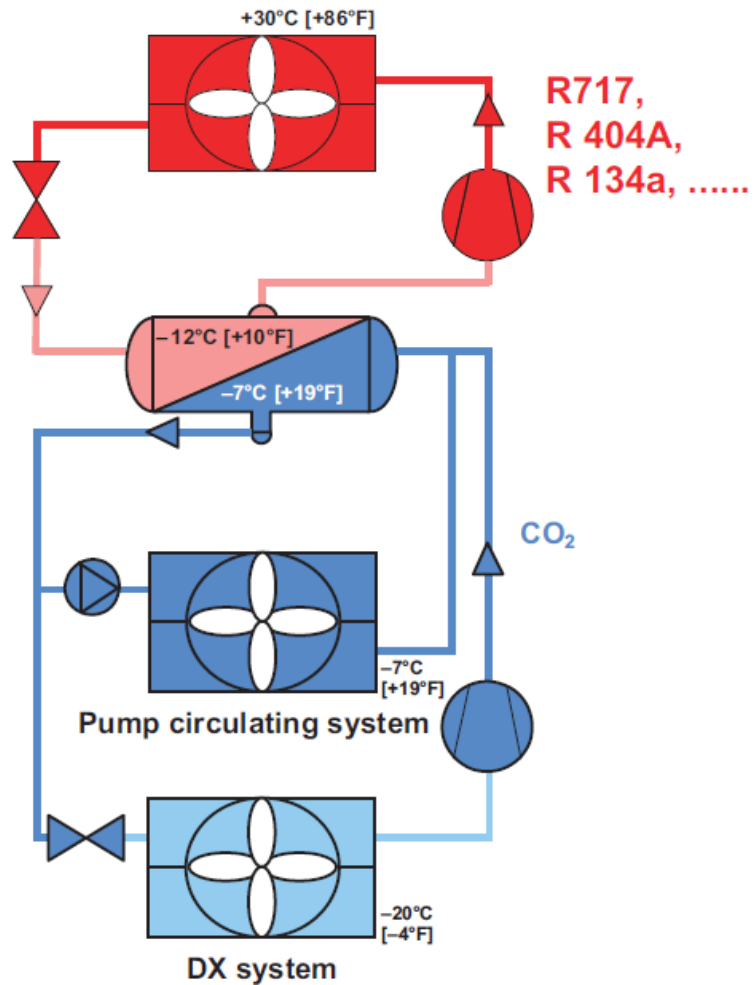 +30°C [+86°F]
R717,
R 404A,
R 134a, ......
–12°C [+10°F]
–7°C [+19°F]
CO₂
–7°C
[+19°F]
Pump circulating system
–20°C
[–4°F]
DX system